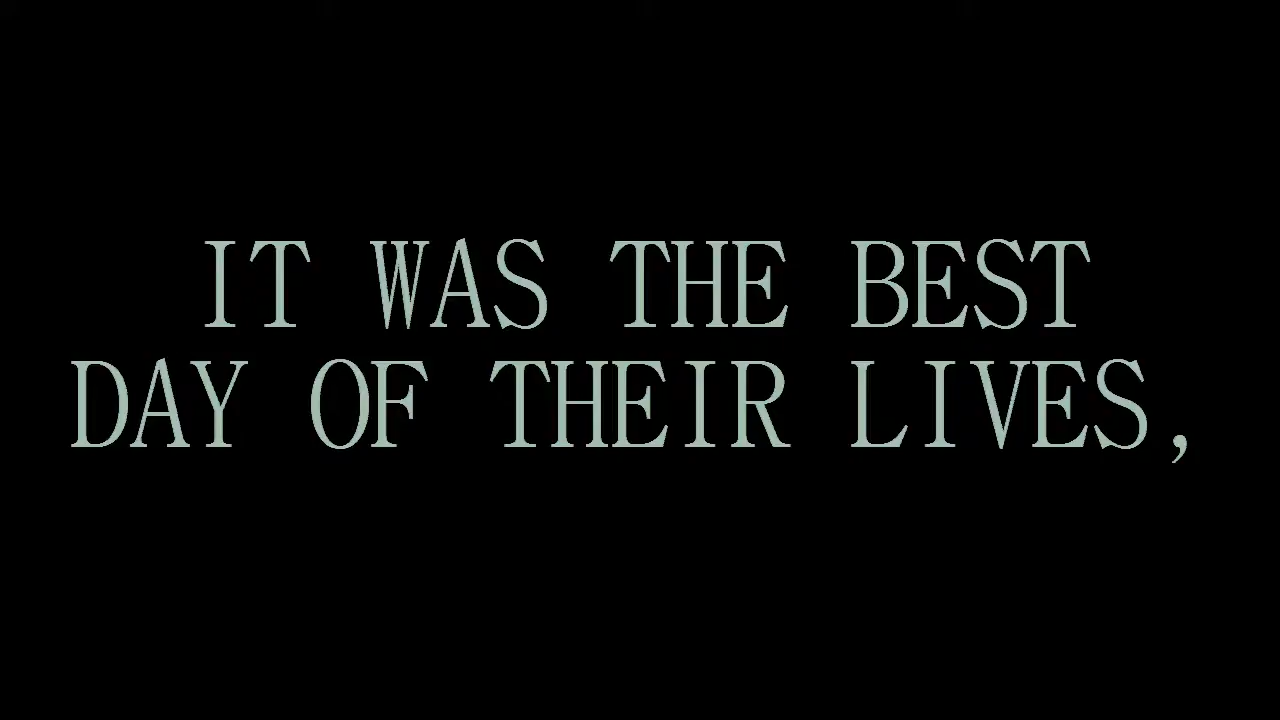 IT WAS THE BEST
DAY OF THEIR LIVES,